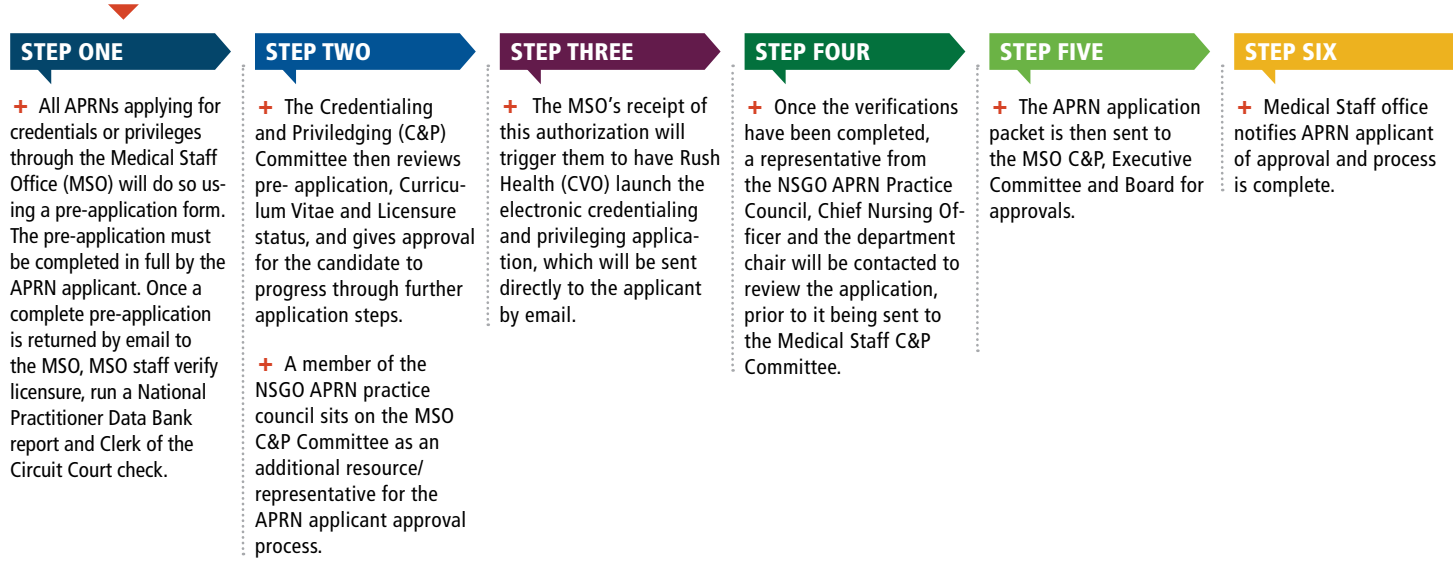 STEP ONE
+ All APRNs applying for
credentials or privileges
through the Medical Staff
Office (MSO) will do so us-
ing a pre-application form.
The pre-application must
be completed in full by the
APRN applicant. Once a
complete pre-application
is returned by email to
the MSO, MSO staff verify
licensure, run a National
Practitioner Data Bank
report and Clerk of the
Circuit Court check.
STEP TWO
+ The Credentialing
and Priviledging (C&P)
Committee then reviews
pre- application, Curricu-
lum Vitae and Licensure
status, and gives approval
for the candidate to
progress through further
application steps.
+ A member of the
NSGO APRN practice
council sits on the MSO
C&P Committee as an
additional resource/
representative for the
APRN applicant approval
process.
STEP THREE
+ The MSO’s receipt of
this authorization will
trigger them to have Rush
Health (CVO) launch the
electronic credentialing
and privileging applica-
tion, which will be sent
directly to the applicant
by email.
STEP FOUR
+ Once the verifications
have been completed,
a representative from
the NSGO APRN Practice
Council, Chief Nursing Of-
ficer and the department
chair will be contacted to
review the application,
prior to it being sent to
the Medical Staff C&P
Committee.
STEP FIVE
+ The APRN application
packet is then sent to
the MSO C&P, Executive
Committee and Board for
approvals.
STEP SIX
+ Medical Staff office
notifies APRN applicant
of approval and process
is complete.